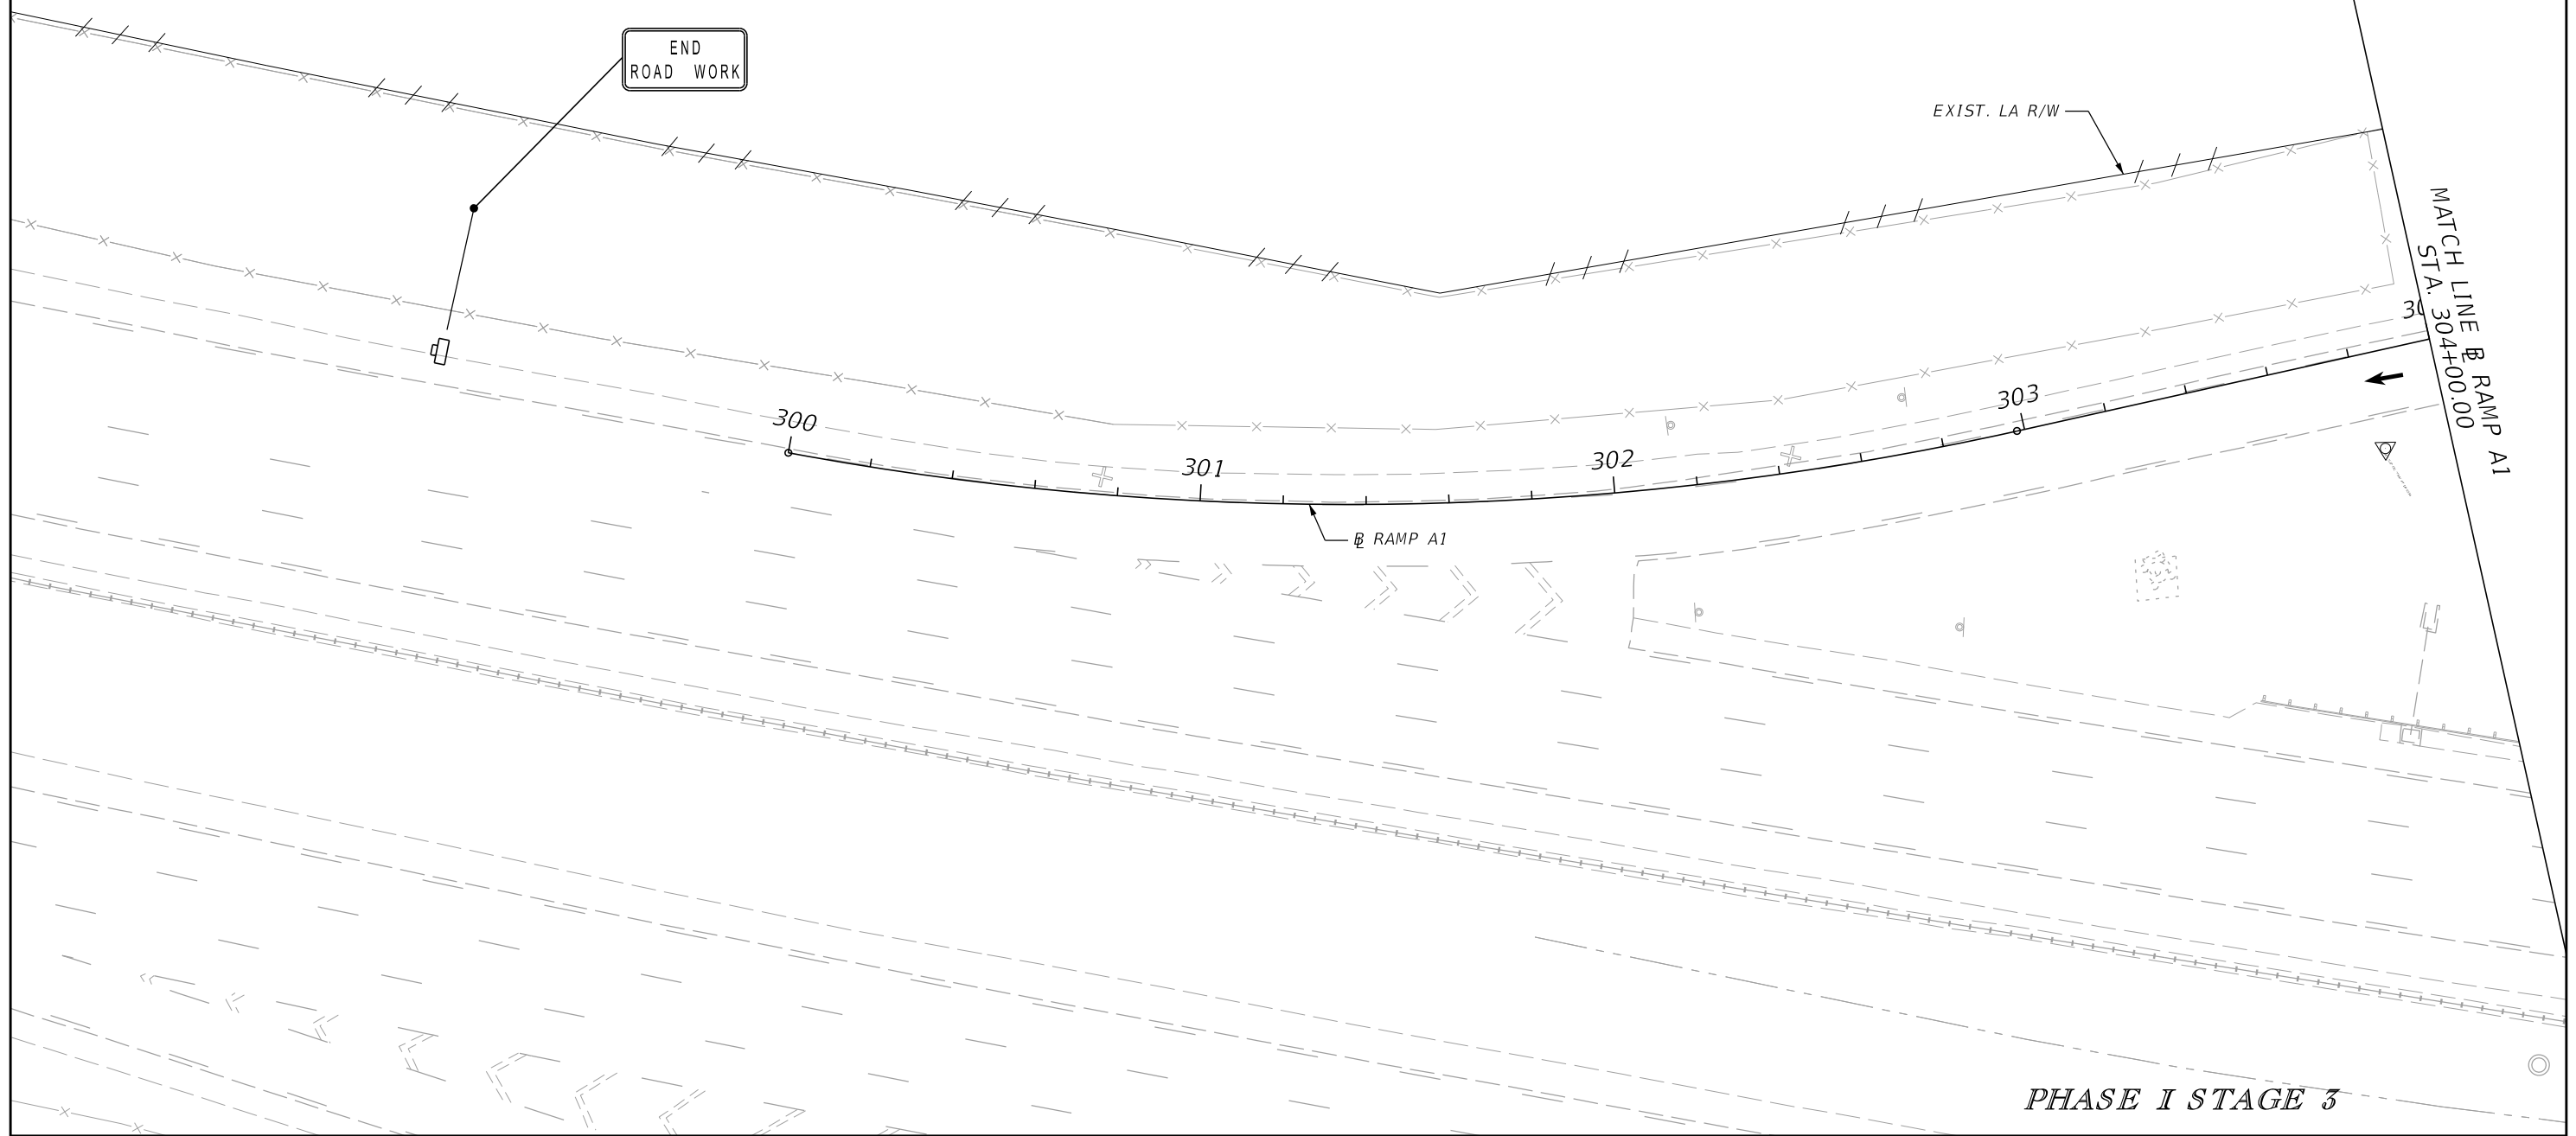 END
ROAD WORK
EXIST. LA R/W
MATCH LINE ⅊ RAMP A1
STA. 304+00.00
30
303
300
302
301
⅊ RAMP A1
PHASE I STAGE 3